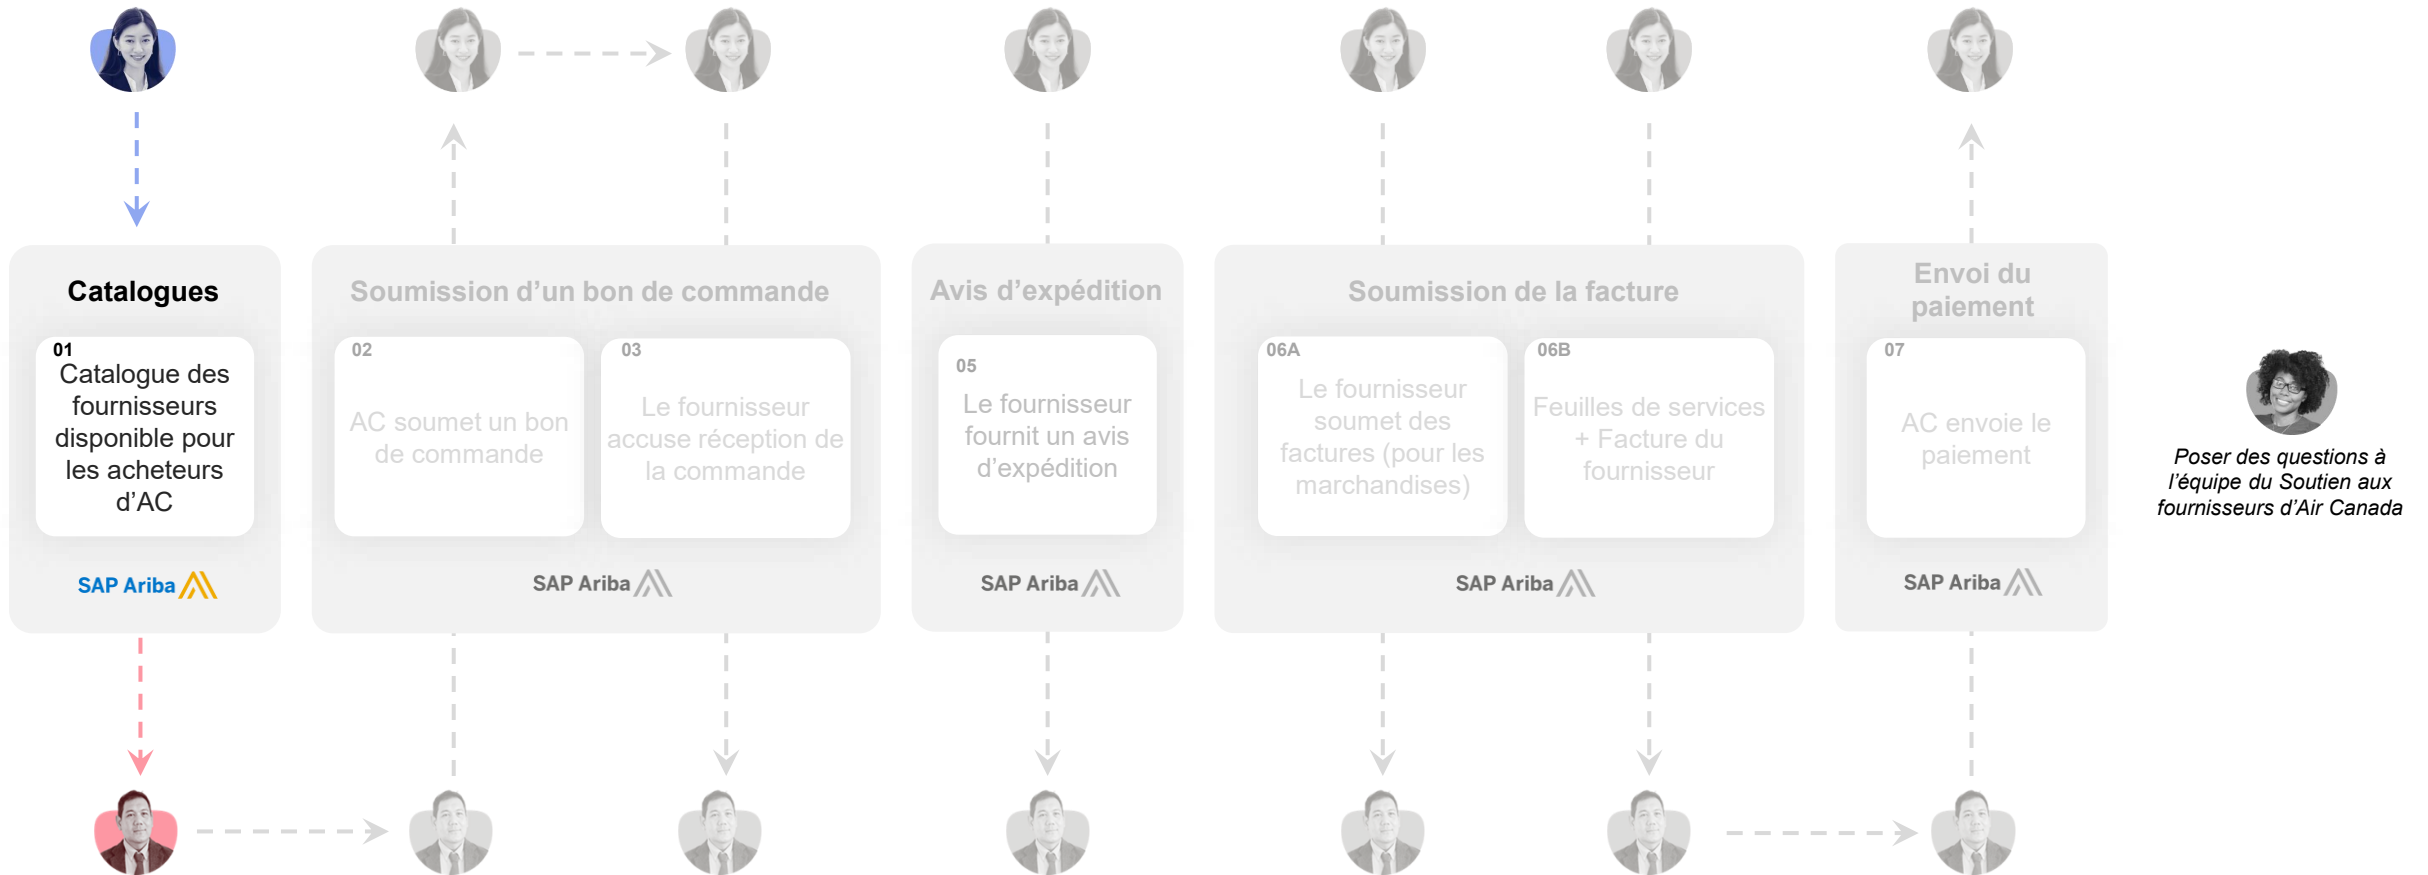 Catalogues
01
Catalogue des
fournisseurs
disponible pour
les acheteurs
d’AC
SAP Ariba
Soumission d’un bon de commande
02
AC soumet un bon
de commande
03
Le fournisseur
accuse réception de
la commande
SAP Ariba
Avis d’expédition
05
Le fournisseur
fournit un avis
d’expédition
SAP Ariba
Soumission de la facture
06A
Le fournisseur
soumet des
factures (pour les
marchandises)
06B
Feuilles de services
+ Facture du
fournisseur
SAP Ariba
Envoi du
paiement
07
AC envoie le
paiement
SAP Ariba
Poser des questions à
l’équipe du Soutien aux
fournisseurs d’Air Canada